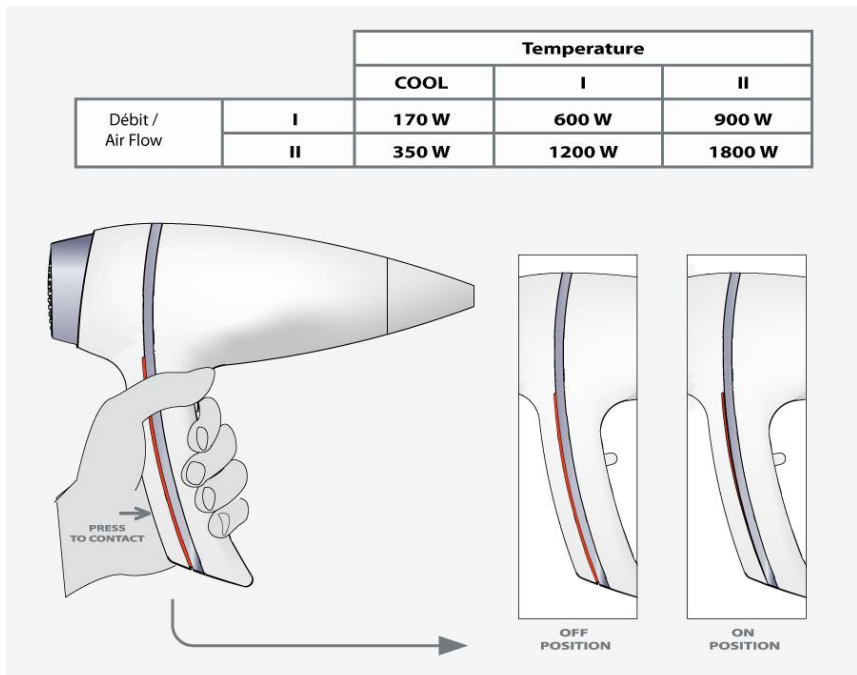 Temperature
COOL I II
Débit / I 170 W 600 W 900 W
Air Flow II 350 W 1200 W 1800 W
PRESS
TO CONTACT
OFF
POSITION
ON
POSITION